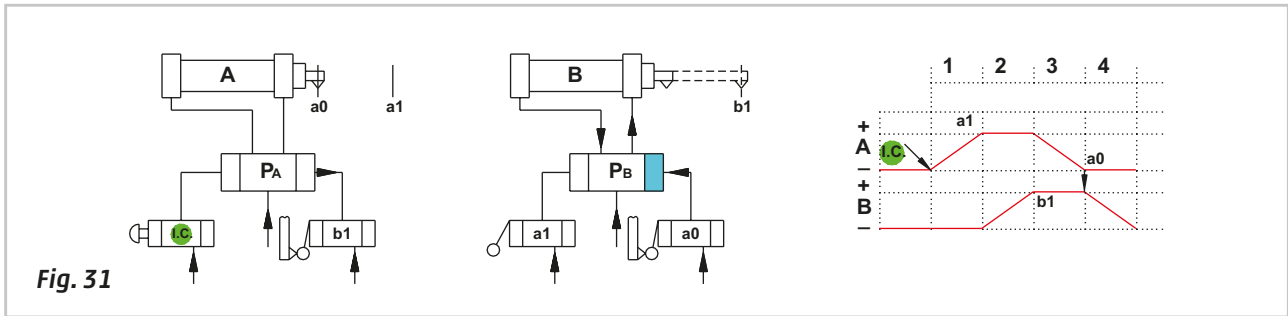 A
a0
a1
PA
I.C.
b1
B
b1
PB
a1
a0
1 2 3 4
+
A
–
+
B
–
I.C.
a1
a0
b1
Fig. 31